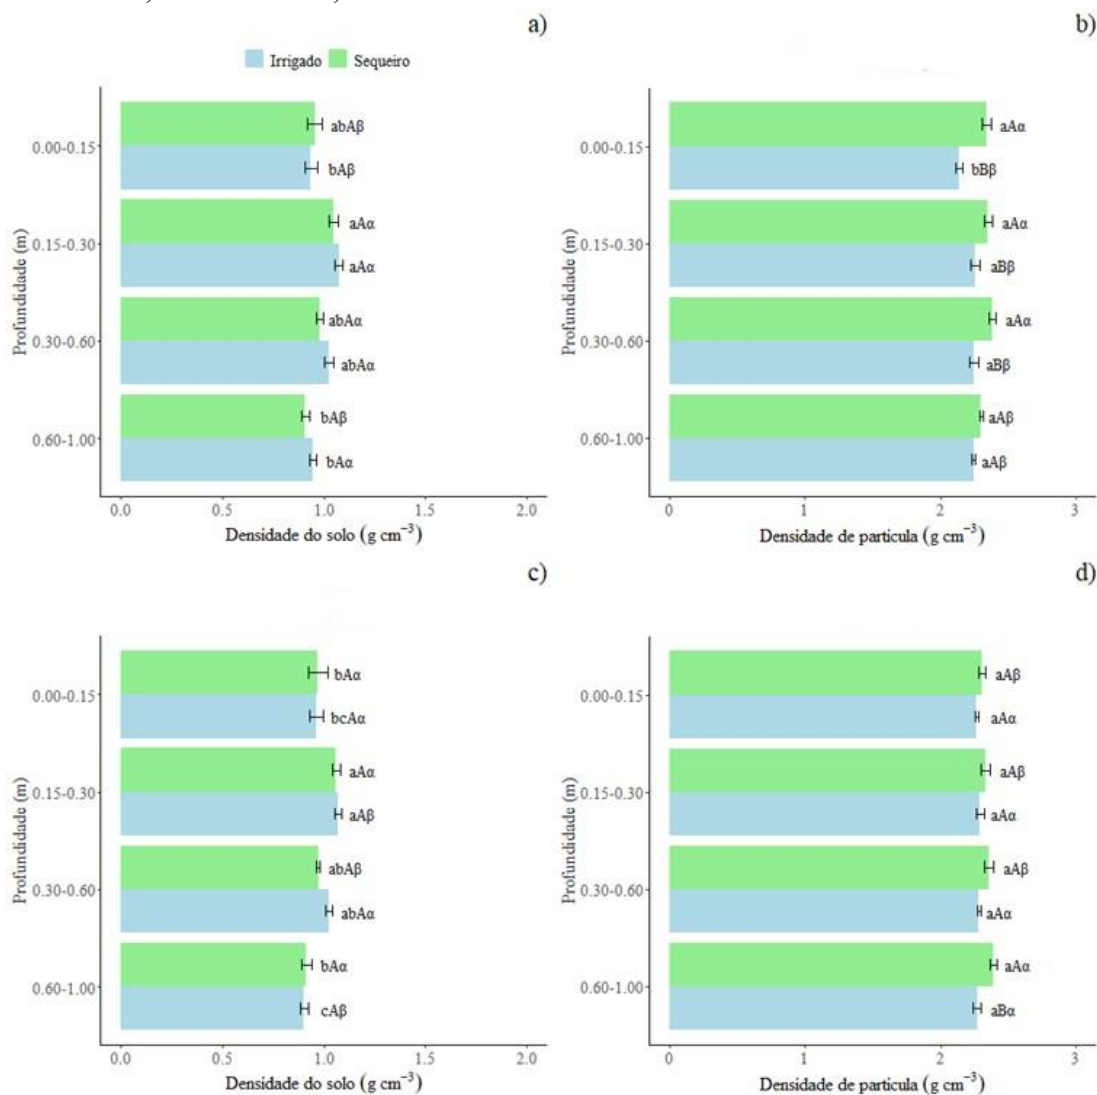 a)
Irrigado Sequeiro
Profundidade (m)
0.00-0.15
abAβ
bAβ
0.15-0.30
aAα
aAα
0.30-0.60
abAα
abAα
0.60-1.00
bAβ
bAα
0.0 0.5 1.0 1.5 2.0
Densidade do solo (g cm⁻³)
b)
Profundidade (m)
0.00-0.15
aAα
bBβ
0.15-0.30
aAα
aBβ
0.30-0.60
aAα
aBβ
0.60-1.00
aAβ
aAβ
0 1 2 3
Densidade de particula (g cm⁻³)
c)
Profundidade (m)
0.00-0.15
bAα
bcAα
0.15-0.30
aAα
aAβ
0.30-0.60
abAβ
abAα
0.60-1.00
bAα
cAβ
0.0 0.5 1.0 1.5 2.0
Densidade do solo (g cm⁻³)
d)
Profundidade (m)
0.00-0.15
aAβ
aAα
0.15-0.30
aAβ
aAα
0.30-0.60
aAβ
aAα
0.60-1.00
aAα
aBα
0 1 2 3
Densidade de particula (g cm⁻³)